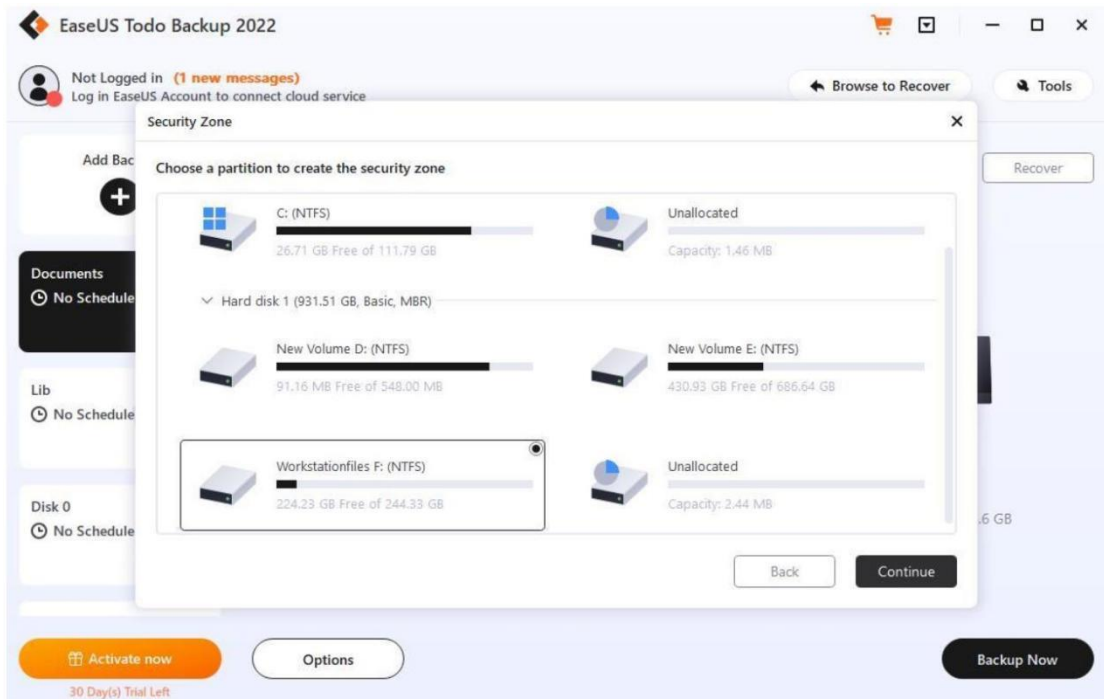 EaseUS Todo Backup 2022
Not Logged in (1 new messages)
Log in EaseUS Account to connect cloud service
Browse to Recover
Tools
Security Zone
Add Bac
Choose a partition to create the security zone
Recover
C: (NTFS)
26.71 GB Free of 111.79 GB
Unallocated
Capacity: 1.46 MB
Documents
No Schedule
Hard disk 1 (931.51 GB, Basic, MBR)
New Volume D: (NTFS)
91.16 MB Free of 548.00 MB
New Volume E: (NTFS)
430.93 GB Free of 686.64 GB
Lib
No Schedule
Workstationfiles F: (NTFS)
224.23 GB Free of 244.33 GB
Unallocated
Capacity: 2.44 MB
Disk 0
No Schedule
.6 GB
Back
Continue
Activate now
Options
Backup Now
30 Day(s) Trial Left